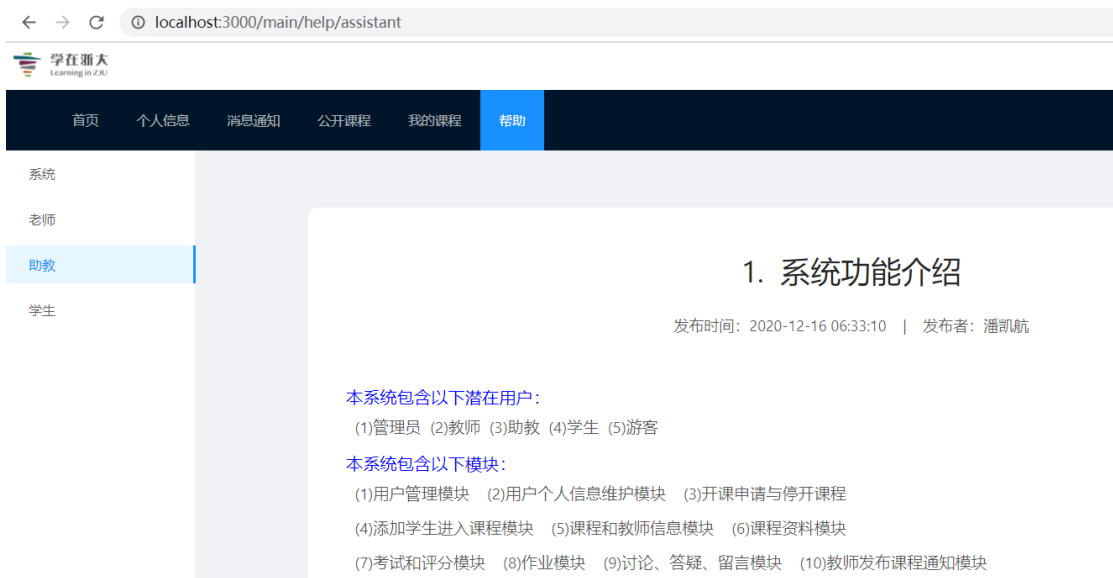 localhost:3000/main/help/assistant
学在浙大
Learning in ZJU
首页 个人信息 消息通知 公开课程 我的课程 帮助
系统
老师
助教
学生
1. 系统功能介绍
发布时间：2020-12-16 06:33:10 | 发布者：潘凯航
本系统包含以下潜在用户：
(1)管理员 (2)教师 (3)助教 (4)学生 (5)游客
本系统包含以下模块：
(1)用户管理模块 (2)用户个人信息维护模块 (3)开课申请与停开课程
(4)添加学生进入课程模块 (5)课程和教师信息模块 (6)课程资料模块
(7)考试和评分模块 (8)作业模块 (9)讨论、答疑、留言模块 (10)教师发布课程通知模块